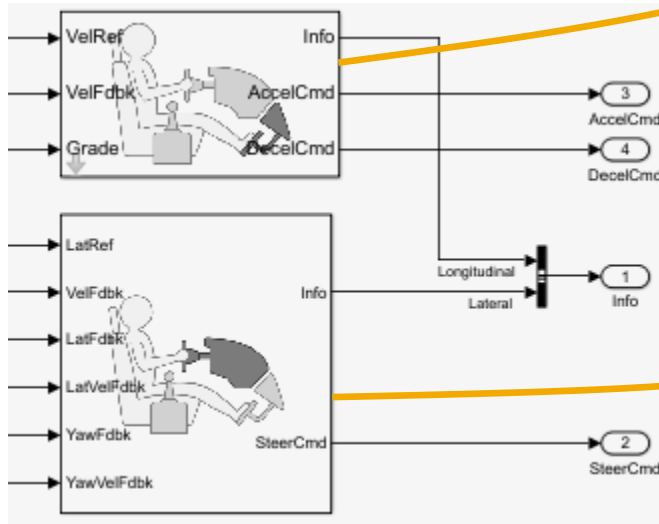 VelRef
Info
VelFdbk
AccelCmd
3
AccelCmd
Grade
DecelCmd
4
DecelCmd
LatRef
Longitudinal
VelFdbk
Info
Lateral
1
Info
LatFdbk
LatVelFdbk
YawFdbk
SteerCmd
2
SteerCmd
YawVelFdbk